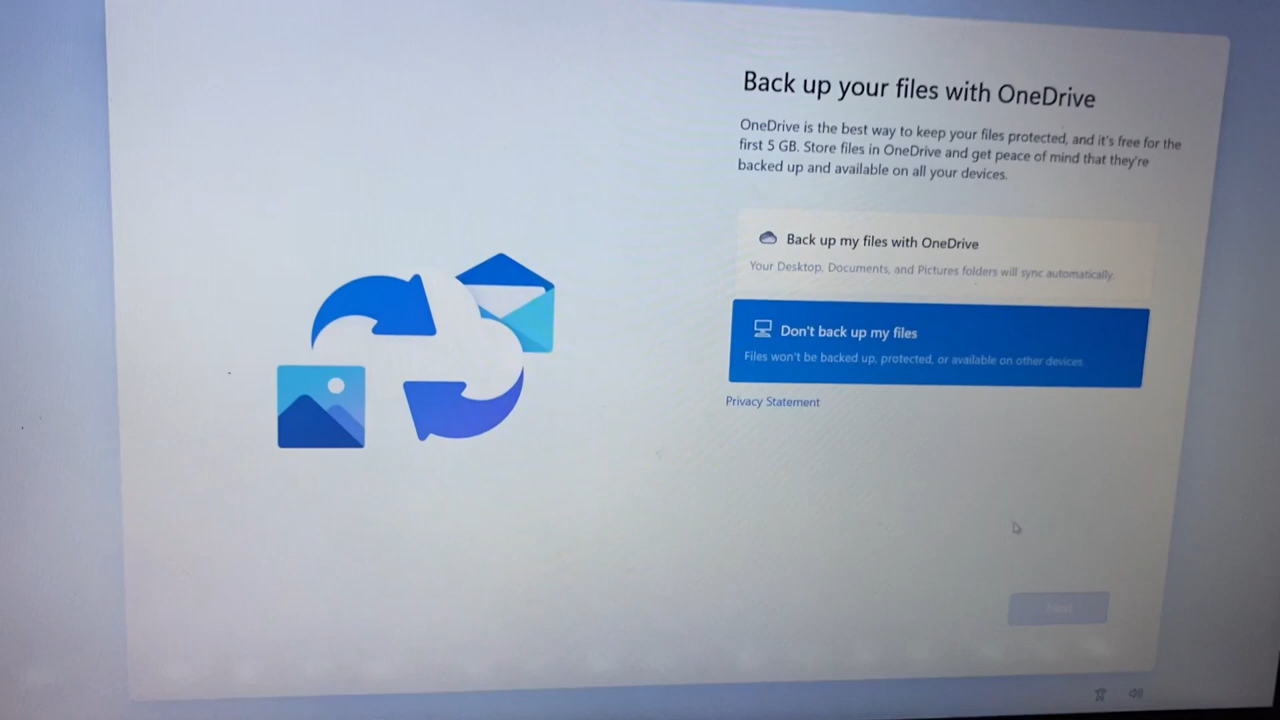 Back up your files with OneDrive
OneDrive is the best way to keep your files protected, and it's free for the
first 5 GB. Store files in OneDrive and get peace of mind that they're
backed up and available on all your devices.
Back up my files with OneDrive
Your Desktop, Documents, and Pictures folders will sync automatically.
Don't back up my files
Files won't be backed up, protected, or available on other devices.
Privacy Statement
Next